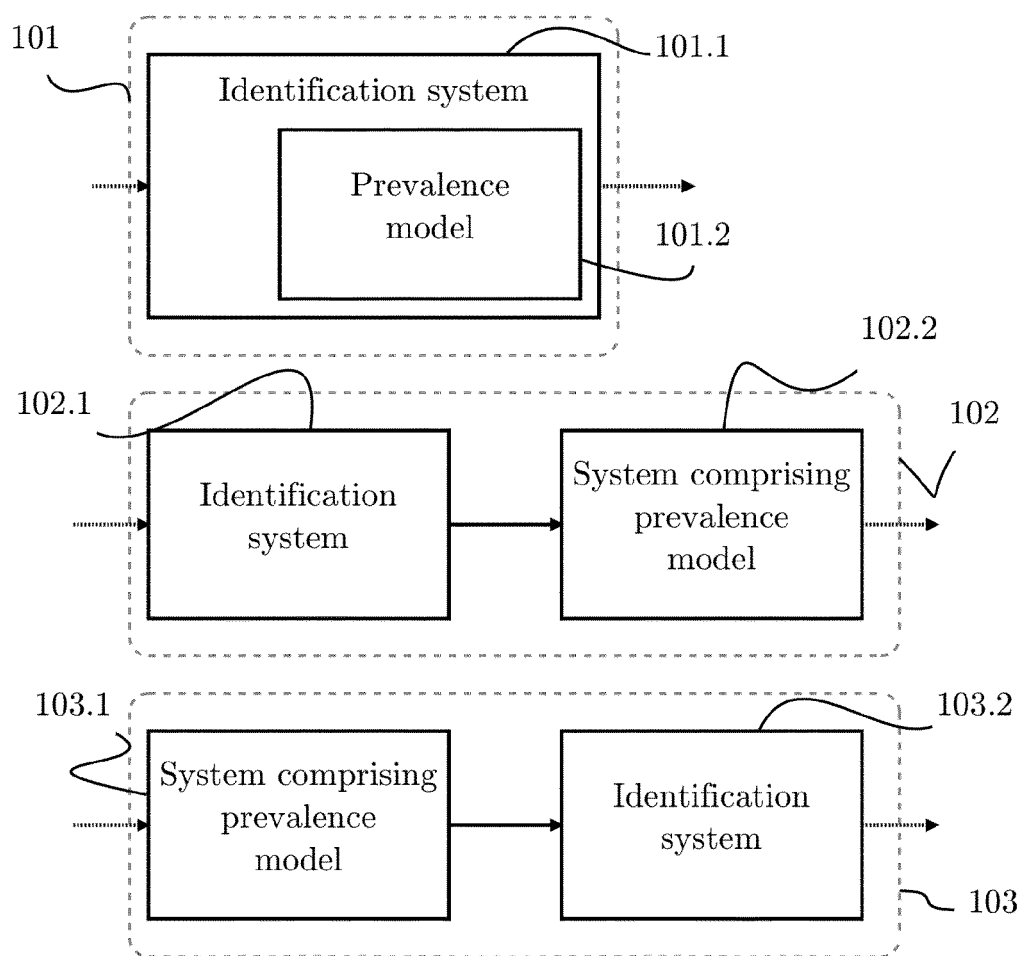 101
101.1
Identification system
Prevalence
model
101.2
102.2
102.1
102
Identification
system
System comprising
prevalence
model
103.1
103.2
System comprising
prevalence
model
Identification
system
103